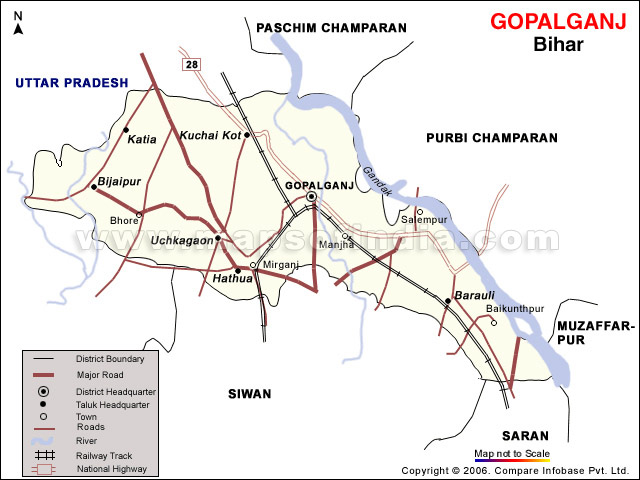 N
PASCHIM CHAMPARAN
GOPALGANJ
Bihar
28
UTTAR PRADESH
Katia
Kuchai Kot
PURBI CHAMPARAN
Gandak
Bijaipur
GOPALGANJ
Bhore
Salempur
Uchkagaon
Manjha
www.mapsofindia.com
Mirganj
Hathua
Barauli
Baikunthpur
MUZAFFAR-
PUR
SIWAN
SARAN
District Boundary
Major Road
District Headquarter
Taluk Headquarter
Town
Roads
River
Railway Track
National Highway
Map not to Scale
Copyright © 2006. Compare Infobase Pvt. Ltd.